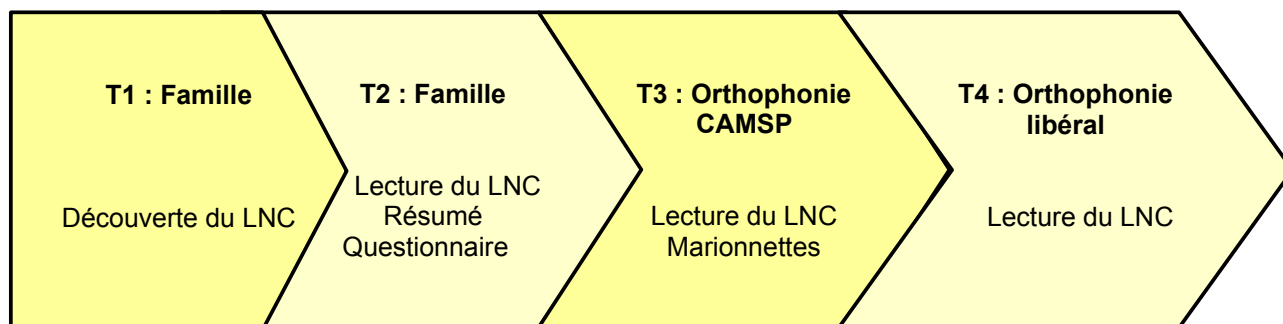 T1 : Famille
Découverte du LNC
T2 : Famille
Lecture du LNC
Résumé
Questionnaire
T3 : Orthophonie
CAMSP
Lecture du LNC
Marionnettes
T4 : Orthophonie
libéral
Lecture du LNC